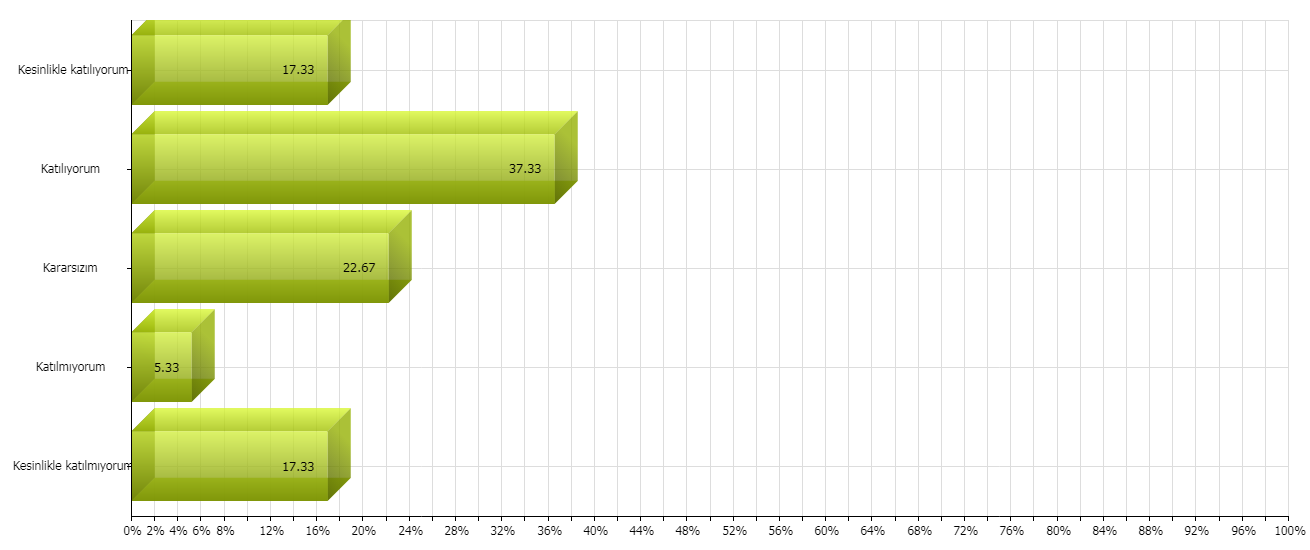 Kesinlikle katılıyorum
17.33
Katılıyorum
37.33
Kararsızım
22.67
Katılmıyorum
5.33
Kesinlikle katılmıyorum
17.33
0% 2% 4% 6% 8% 12% 16% 20% 24% 28% 32% 36% 40% 44% 48% 52% 56% 60% 64% 68% 72% 76% 80% 84% 88% 92% 96% 100%